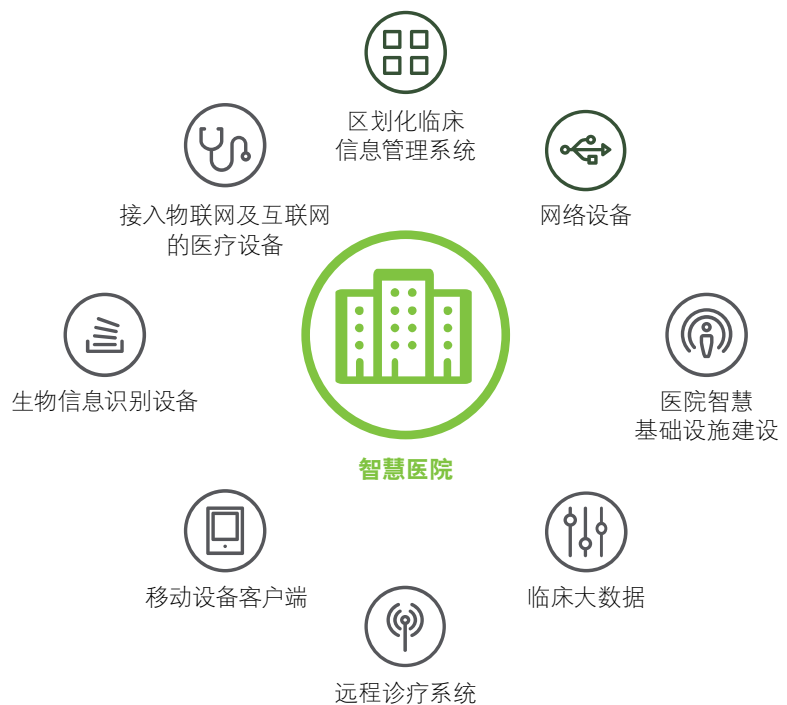 区划化临床
信息管理系统
接入物联网及互联网
的医疗设备
网络设备
生物信息识别设备
医院智慧
基础设施建设
智慧医院
移动设备客户端
临床大数据
远程诊疗系统